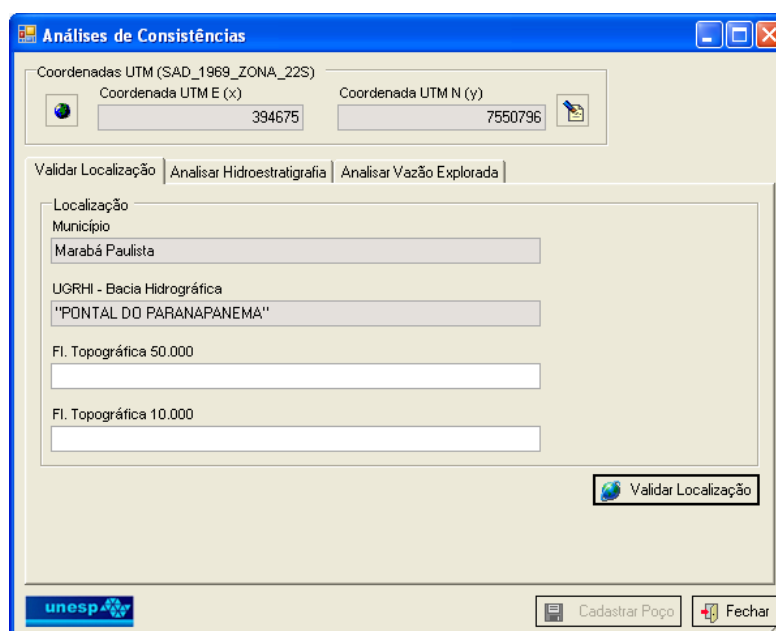 Análises de Consistências
Coordenadas UTM (SAD_1969_ZONA_22S)
Coordenada UTM E (x) Coordenada UTM N (y)
394675 7550796
Validar Localização Analisar Hidroestratigrafia Analisar Vazão Explorada
Localização
Município
Marabá Paulista
UGRHI - Bacia Hidrográfica
"PONTAL DO PARANAPANEMA"
Fl. Topográfica 50.000
Fl. Topográfica 10.000
Validar Localização
unesp Cadastrar Poço Fechar